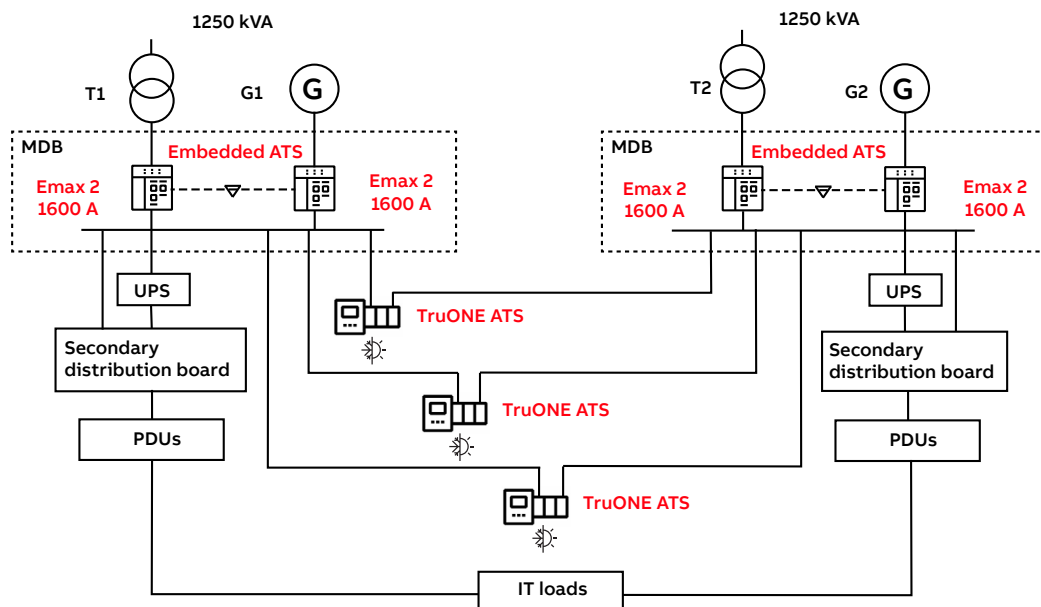 1250 kVA
1250 kVA
T1
G1
G
T2
G2
G
MDB
Embedded ATS
MDB
Embedded ATS
Emax 2
1600 A
Emax 2
1600 A
Emax 2
1600 A
Emax 2
1600 A
UPS
UPS
TruONE ATS
Secondary
distribution board
Secondary
distribution board
TruONE ATS
PDUs
PDUs
TruONE ATS
IT loads